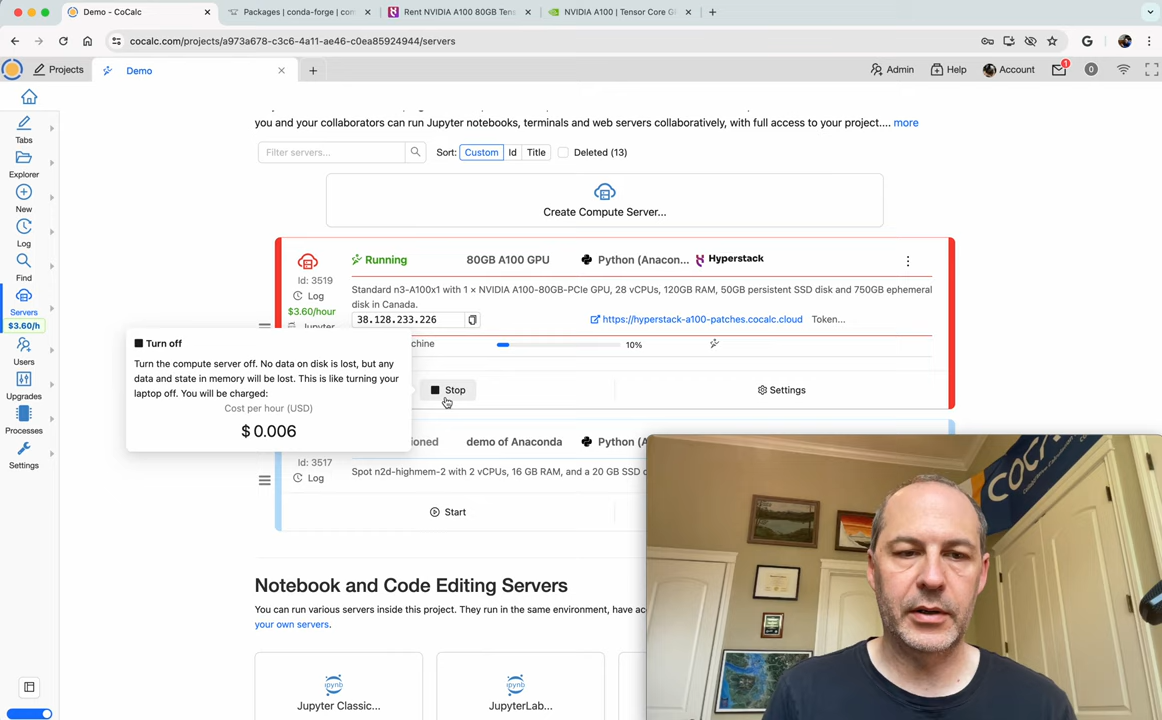 Demo - CoCalc
Packages | conda-forge | con
Rent NVIDIA A100 80GB Tens
NVIDIA A100 | Tensor Core G
cocalc.com/projects/a973a678-c3c6-4a11-ae46-c0ea85924944/servers
Projects
Demo
Admin
Help
Account
1
0
Tabs
Explorer
New
Log
Find
Servers
$3.60/h
Users
Upgrades
Processes
Settings
you and your collaborators can run Jupyter notebooks, terminals and web servers collaboratively, with full access to your project.... more
Filter servers...
Sort: Custom Id Title Deleted (13)
Create Compute Server...
Running 80GB A100 GPU Python (Anacon... Hyperstack
Id: 3519
Log
$3.60/hour
Jupyter
Standard n3-A100x1 with 1 × NVIDIA A100-80GB-PCIe GPU, 28 vCPUs, 120GB RAM, 50GB persistent SSD disk and 750GB ephemeral
disk in Canada.
38.128.233.226 https://hyperstack-a100-patches.cocalc.cloud Token...
chine 10%
Turn off
Turn the compute server off. No data on disk is lost, but any
data and state in memory will be lost. This is like turning your
laptop off. You will be charged:
Cost per hour (USD)
$ 0.006
Stop Settings
ioned demo of Anaconda Python (A
Id: 3517
Log
Spot n2d-highmem-2 with 2 vCPUs, 16 GB RAM, and a 20 GB SSD
Start
Notebook and Code Editing Servers
You can run various servers inside this project. They run in the same environment, have
your own servers.
Jupyter Classic...
JupyterLab...
COCA